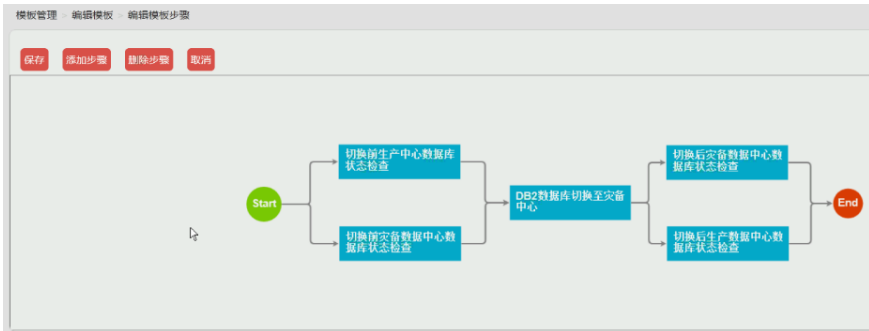 模板管理 > 编辑模板 > 编辑模板步骤
保存 添加步骤 删除步骤 取消
切换前生产中心数据库
状态检查
切换后灾备数据中心数
据库状态检查
Start
DB2数据库切换至灾备
中心
End
切换前灾备数据中心数
据库状态检查
切换后生产数据中心数
据库状态检查